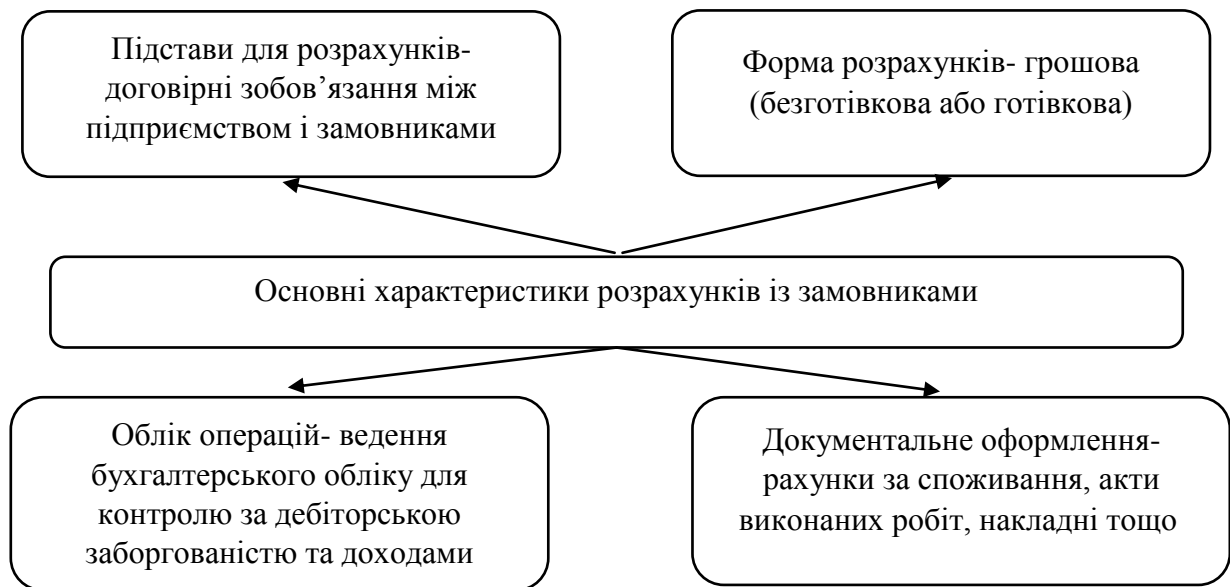 Підстави для розрахунків-
договірні зобов’язання між
підприємством і замовниками
Форма розрахунків- грошова
(безготівкова або готівкова)
Основні характеристики розрахунків із замовниками
Облік операцій- ведення
бухгалтерського обліку для
контролю за дебіторською
заборгованістю та доходами
Документальне оформлення-
рахунки за споживання, акти
виконаних робіт, накладні тощо